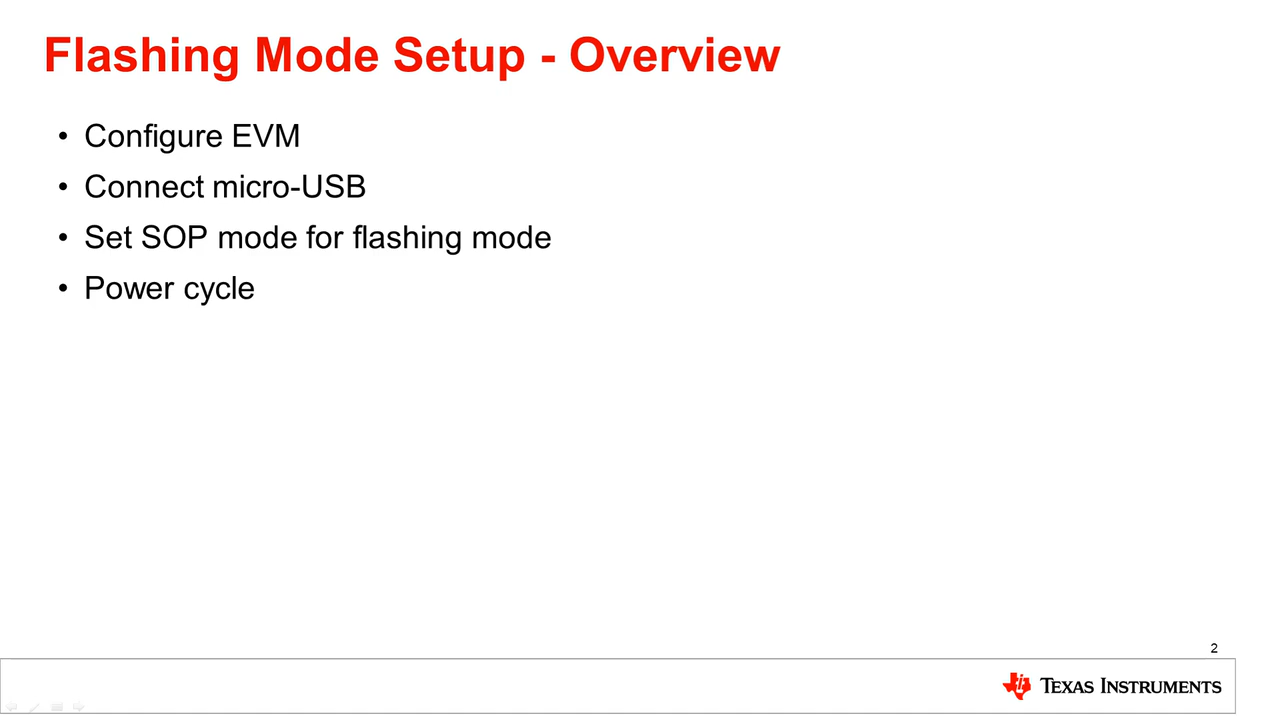 Flashing Mode Setup - Overview
• Configure EVM
• Connect micro-USB
• Set SOP mode for flashing mode
• Power cycle
2
TEXAS INSTRUMENTS